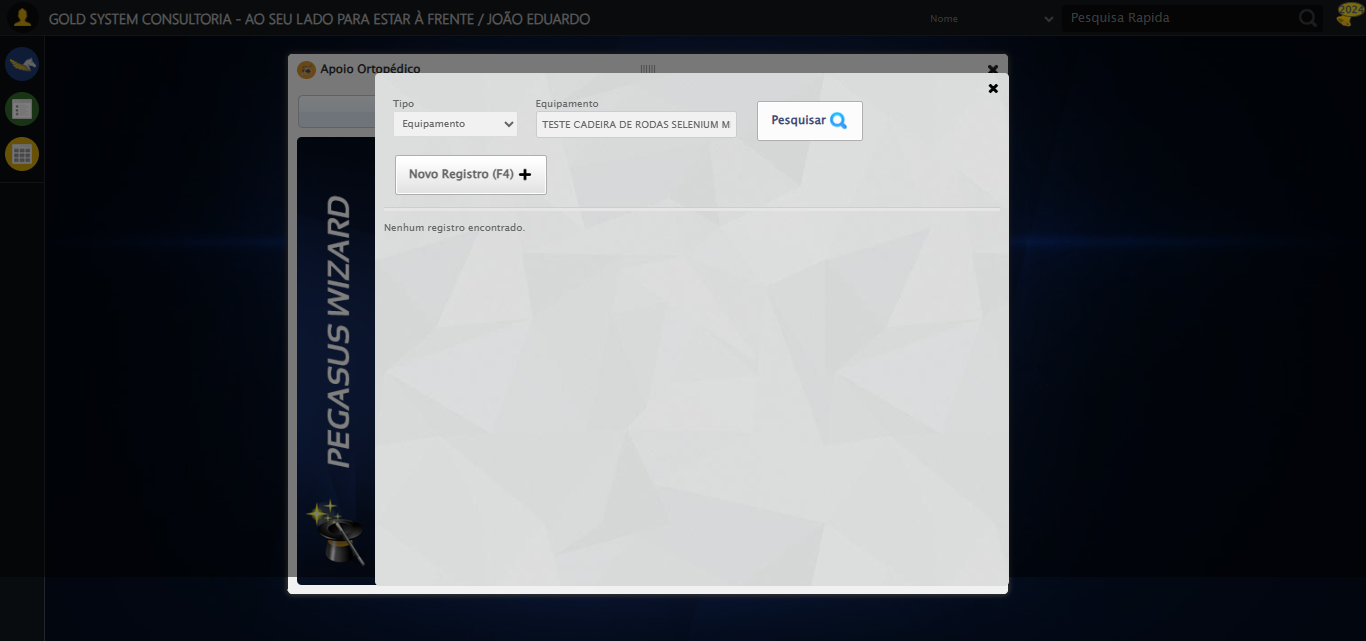 GOLD SYSTEM CONSULTORIA - AO SEU LADO PARA ESTAR À FRENTE / JOÃO EDUARDO
Nome
Pesquisa Rapida
2024
Apoio Ortopédico
Tipo
Equipamento
Equipamento
TESTE CADEIRA DE RODAS SELENIUM M
Pesquisar
Novo Registro (F4)
Nenhum registro encontrado.
PEGASUS WIZARD